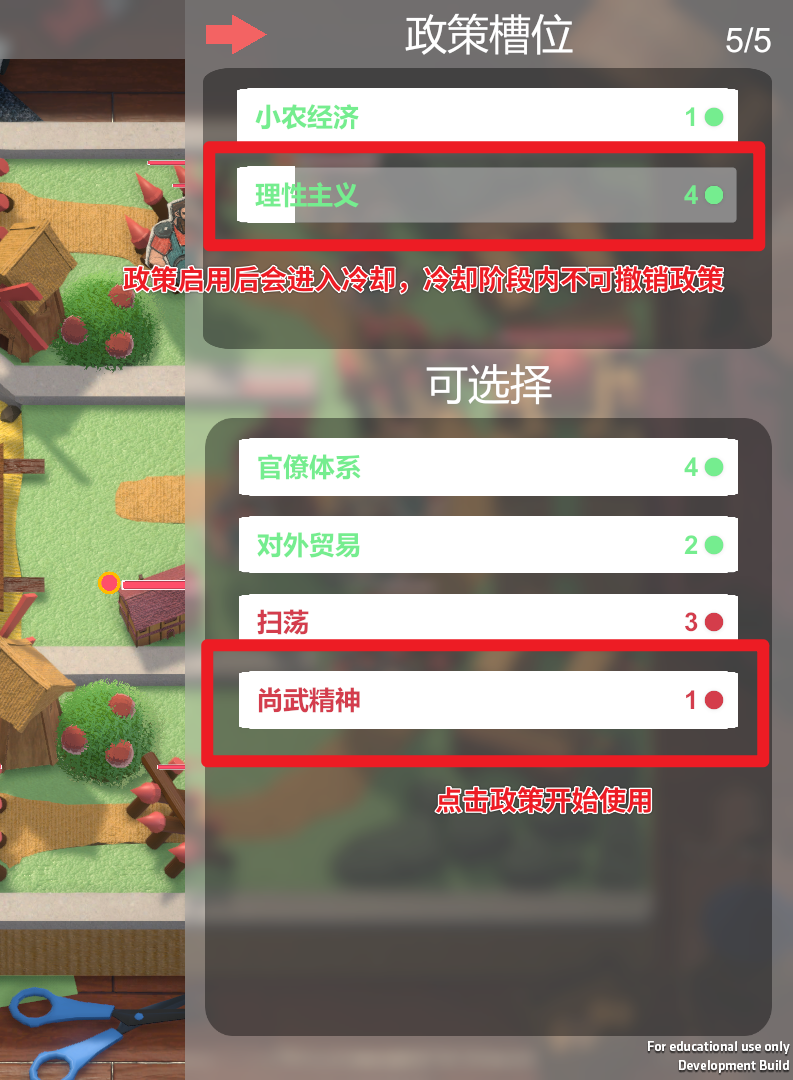 政策槽位
5/5
小农经济 1
理性主义 4
政策启用后会进入冷却，冷却阶段内不可撤销政策
可选择
官僚体系 4
对外贸易 2
扫荡 3
尚武精神 1
点击政策开始使用
For educational use only
Development Build